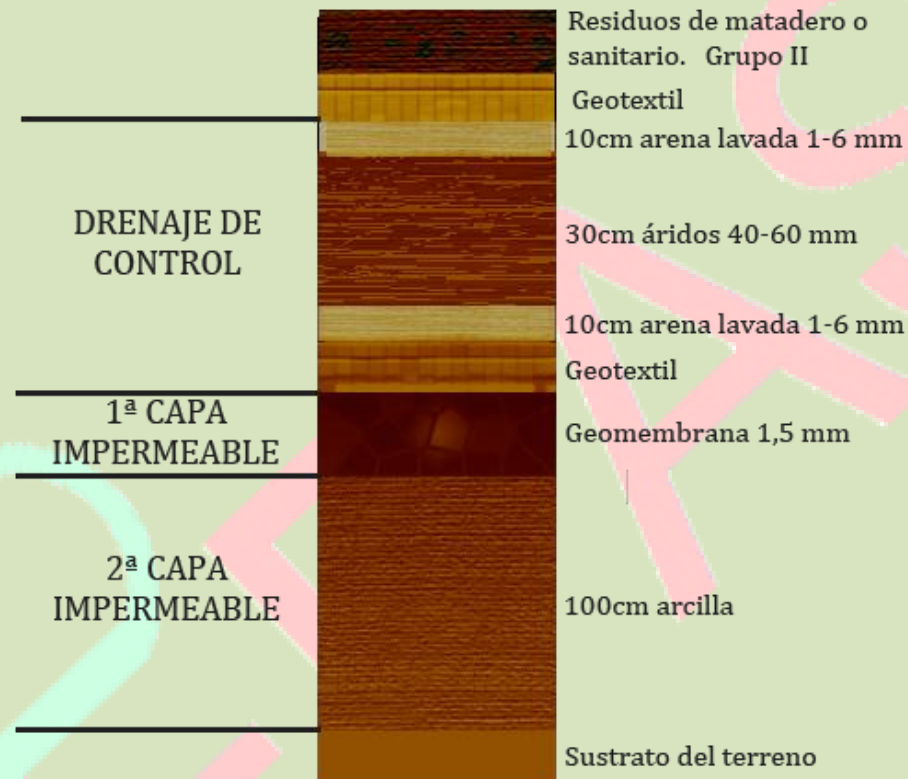 Residuos de matadero o
sanitario. Grupo II
Geotextil
10cm arena lavada 1-6 mm
DRENAJE DE
CONTROL
30cm áridos 40-60 mm
10cm arena lavada 1-6 mm
Geotextil
1ª CAPA
IMPERMEABLE
Geomembrana 1,5 mm
2ª CAPA
IMPERMEABLE
100cm arcilla
Sustrato del terreno